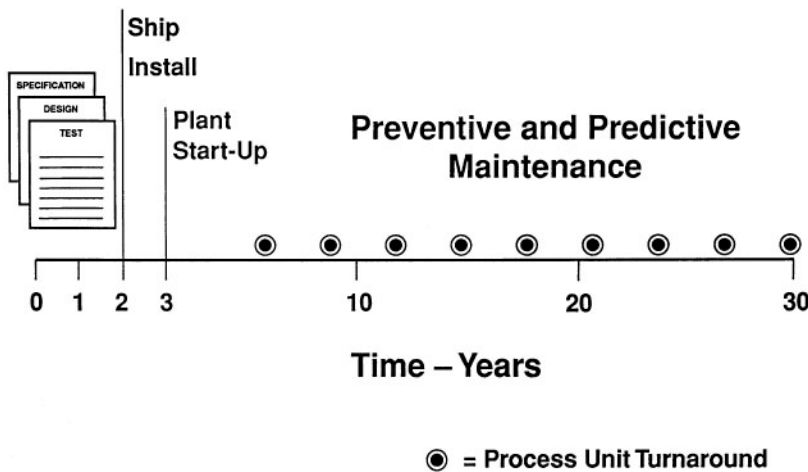 Ship
Install
SPECIFICATION
DESIGN
TEST
Plant
Start-Up
Preventive and Predictive
Maintenance
0 1 2 3 10 20 30
Time – Years
= Process Unit Turnaround